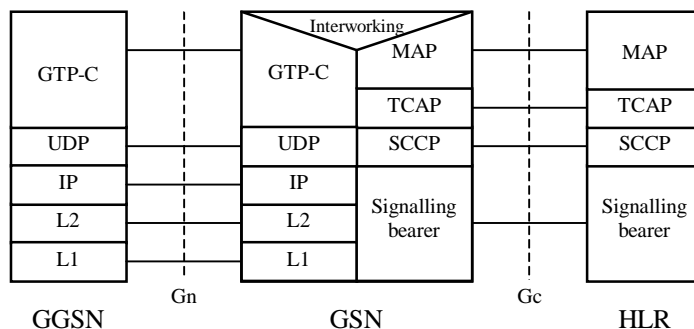 Interworking
GTP-C GTP-C MAP MAP
TCAP TCAP
UDP UDP SCCP SCCP
IP IP
L2 L2 Signalling bearer Signalling bearer
L1 L1
Gn Gc
GGSN GSN HLR